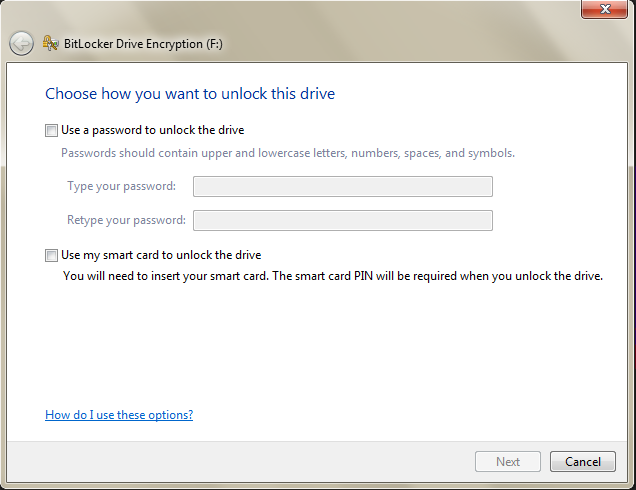 BitLocker Drive Encryption (F:)
Choose how you want to unlock this drive
Use a password to unlock the drive
Passwords should contain upper and lowercase letters, numbers, spaces, and symbols.
Type your password:
Retype your password:
Use my smart card to unlock the drive
You will need to insert your smart card. The smart card PIN will be required when you unlock the drive.
How do I use these options?
Next
Cancel